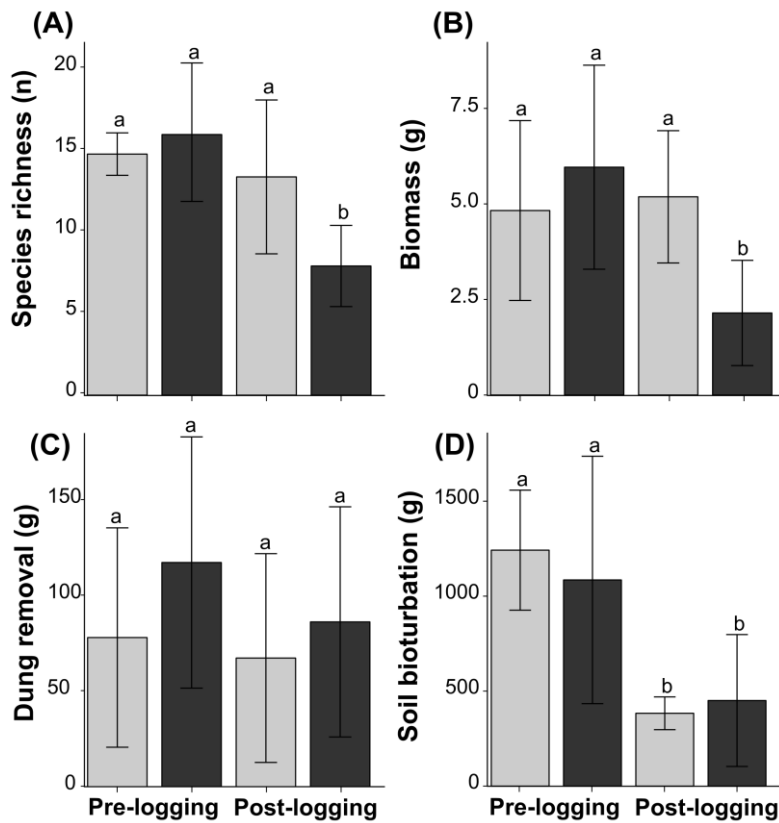 (A)
Species richness (n)
20
15
10
5
0
a
a
a
b
(B)
Biomass (g)
7.5
5.0
2.5
0
a
a
a
b
(C)
Dung removal (g)
150
100
50
0
a
a
a
a
Pre-logging Post-logging
(D)
Soil bioturbation (g)
1500
1000
500
0
a
a
b
b
Pre-logging Post-logging